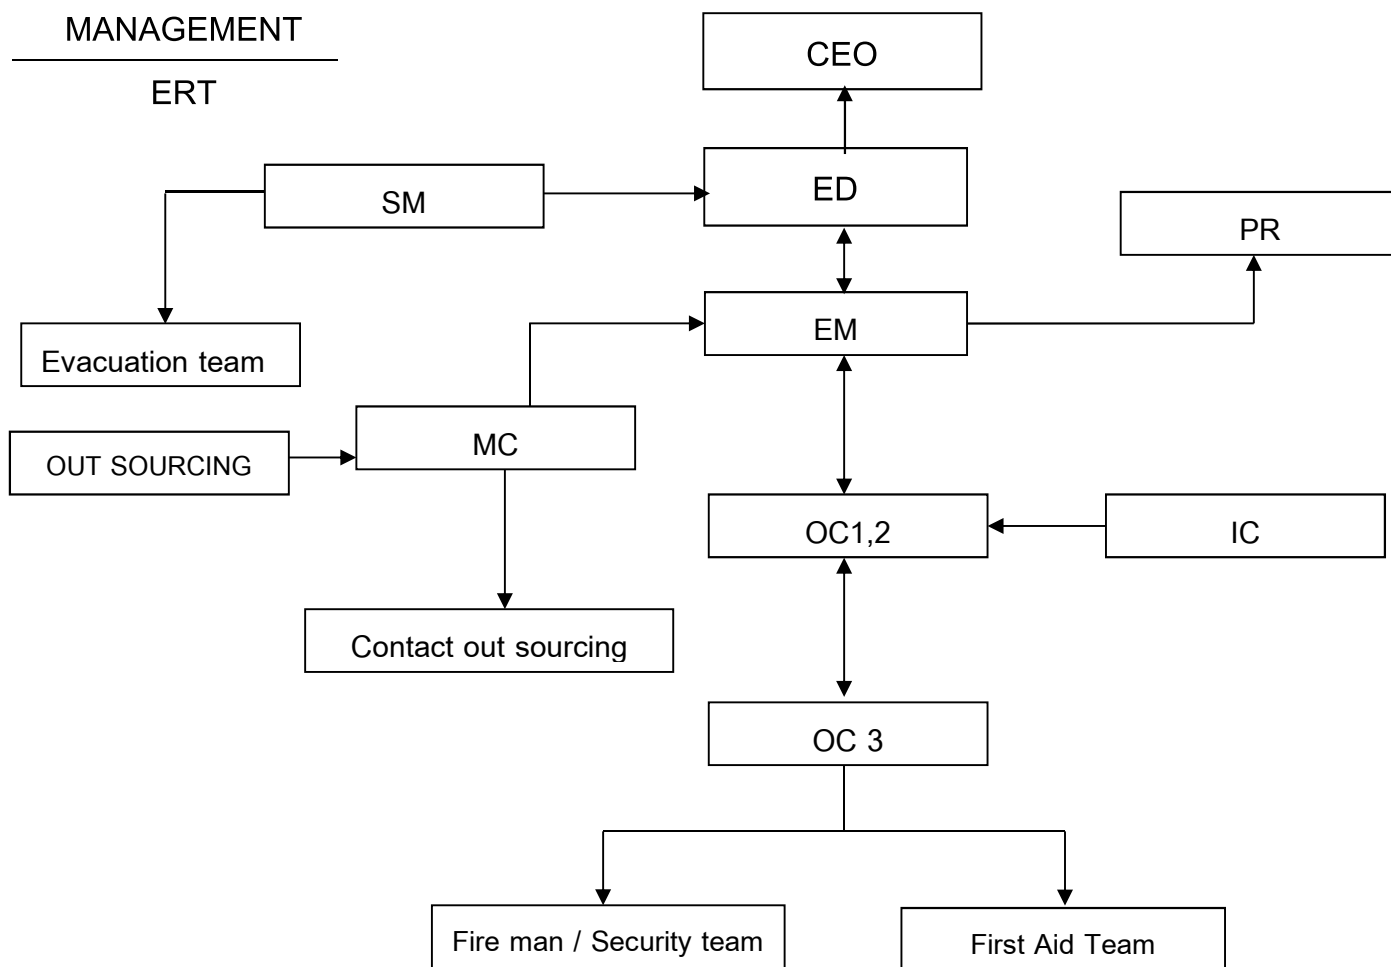 MANAGEMENT
ERT
CEO
SM
ED
PR
EM
Evacuation team
MC
OUT SOURCING
OC1,2
IC
Contact out sourcing
OC 3
Fire man / Security team
First Aid Team